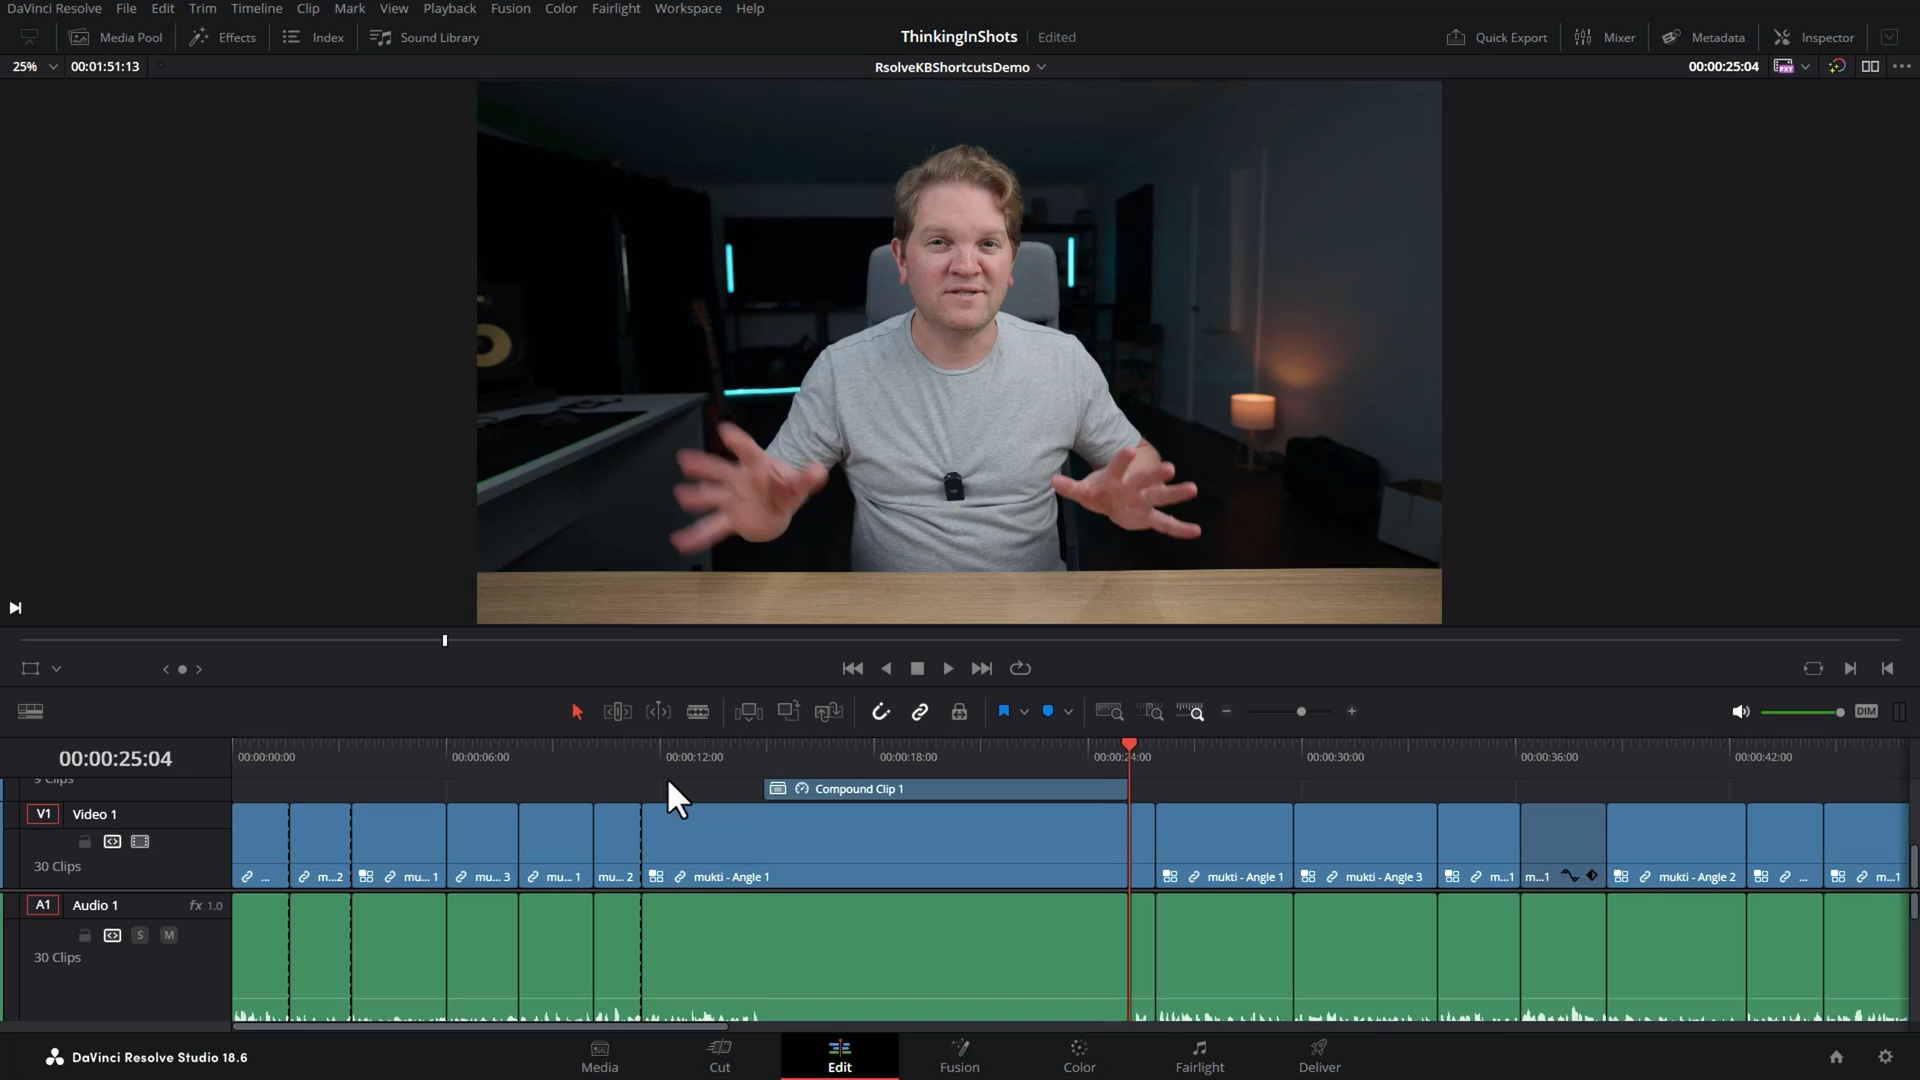 DaVinci Resolve File Edit Trim Timeline Clip Mark View Playback Fusion Color Fairlight Workspace Help
Media Pool Effects Index Sound Library ThinkingInShots Edited Quick Export Mixer Metadata Inspector
25% 00:01:51:13 RsolveKBShortcutsDemo 00:00:25:04 PXY
DIM
00:00:25:04 00:00:00:00 00:00:06:00 00:00:12:00 00:00:18:00 00:00:24:00 00:00:30:00 00:00:36:00 00:00:42:00
9 Clips Compound Clip 1
V1 Video 1
30 Clips ... m...2 mu... 1 mu... 3 mu... 1 mu... 2 mukti - Angle 1 mukti - Angle 1 mukti - Angle 3 m...1 m...1 mukti - Angle 2 ... m...1
A1 Audio 1 fx 1.0
S M
30 Clips
DaVinci Resolve Studio 18.6 Media Cut Edit Fusion Color Fairlight Deliver